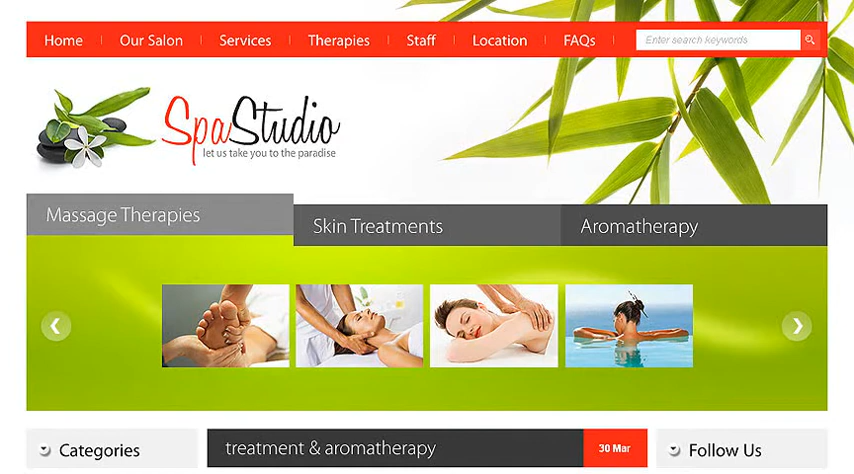 Home Our Salon Services Therapies Staff Location FAQs Enter search keywords
SpaStudio
let us take you to the paradise
Massage Therapies
Skin Treatments
Aromatherapy
Categories
treatment & aromatherapy
30 Mar
Follow Us